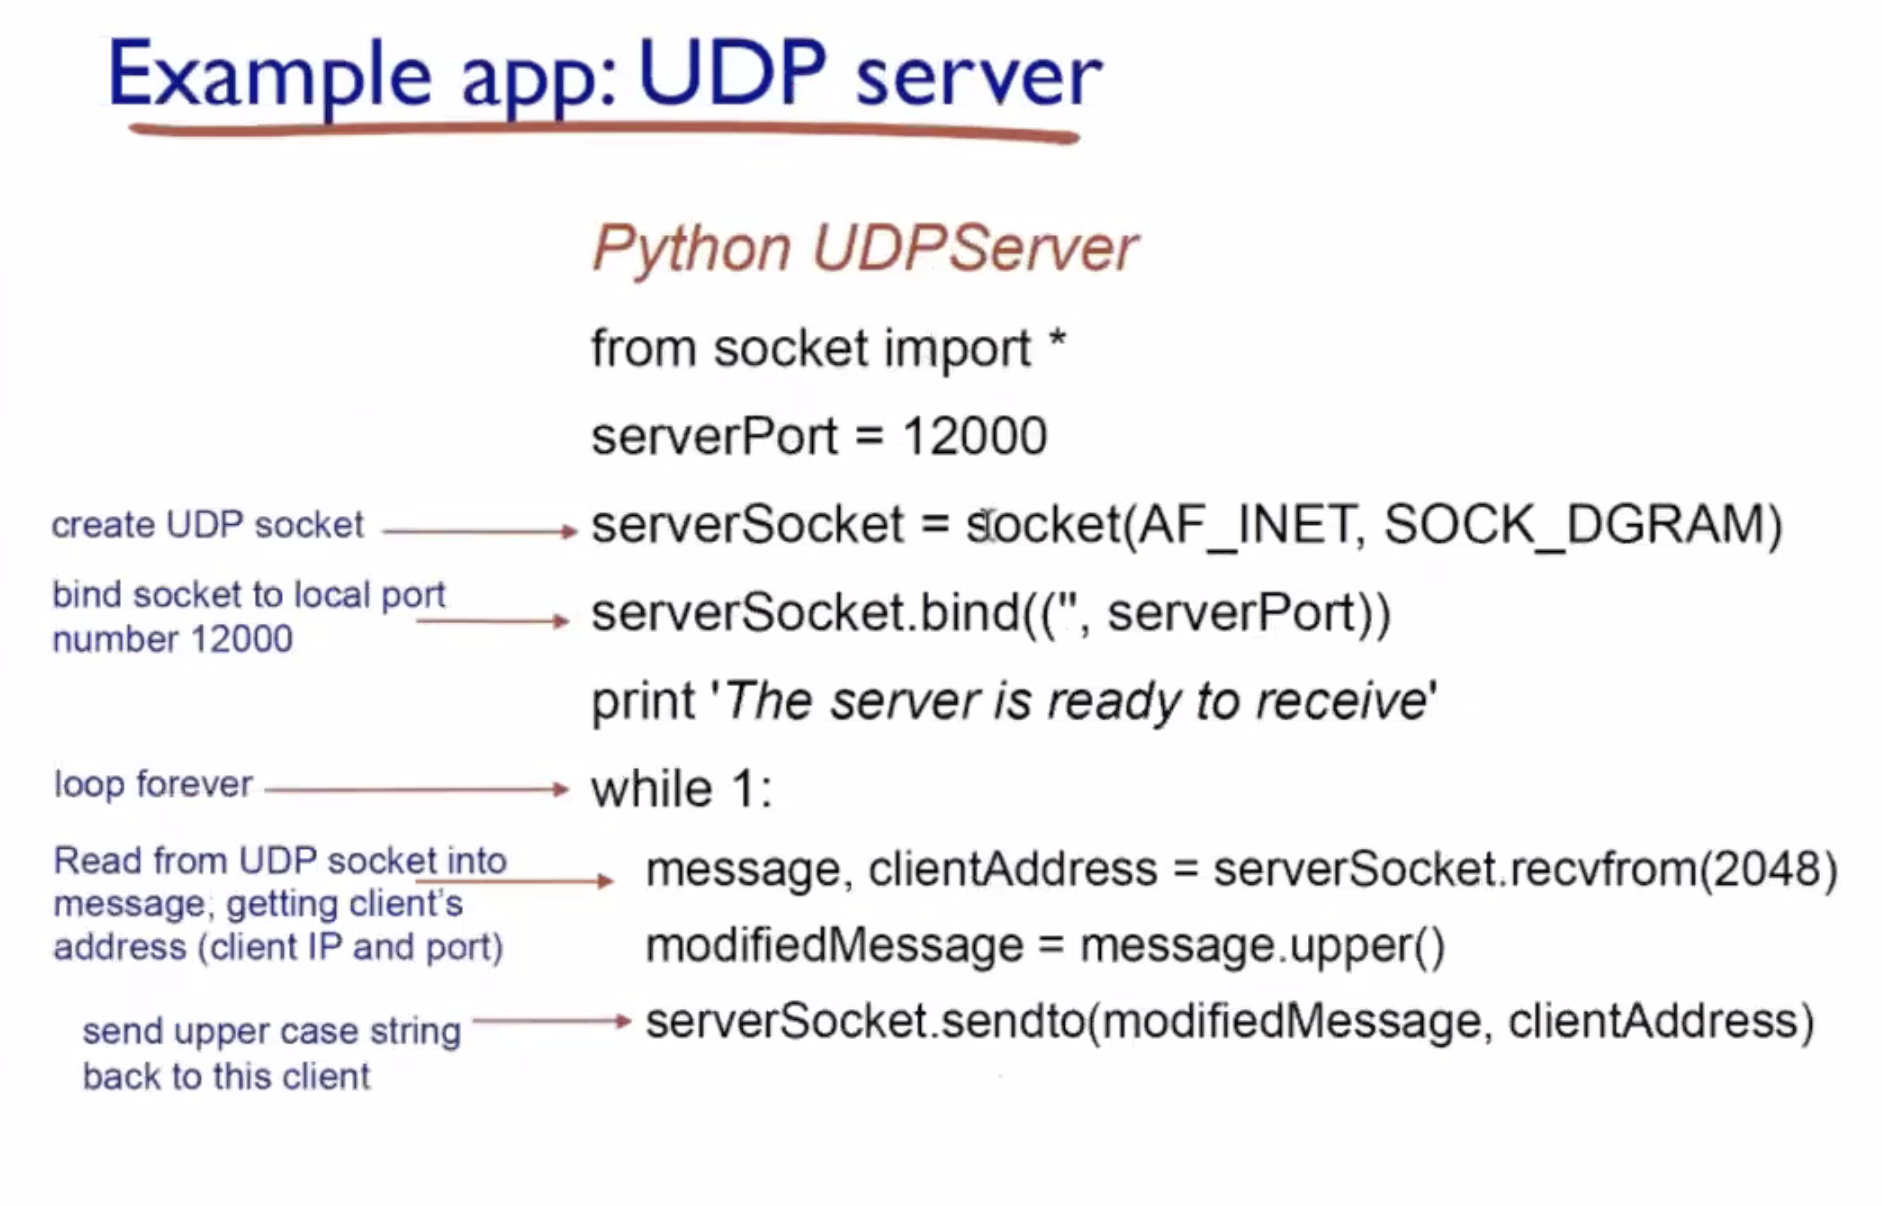 Example app: UDP server
Python UDPServer
from socket import *
serverPort = 12000
create UDP socket
serverSocket = socket(AF_INET, SOCK_DGRAM)
bind socket to local port
number 12000
serverSocket.bind(('', serverPort))
print 'The server is ready to receive'
loop forever
while 1:
Read from UDP socket into
message, getting client's
address (client IP and port)
message, clientAddress = serverSocket.recvfrom(2048)
modifiedMessage = message.upper()
send upper case string
back to this client
serverSocket.sendto(modifiedMessage, clientAddress)